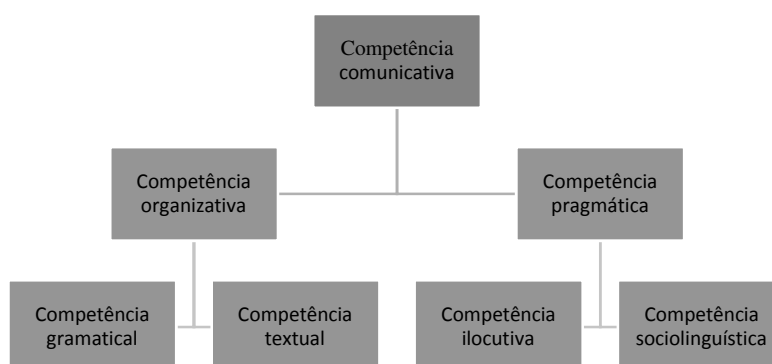 Competência
comunicativa
Competência
organizativa
Competência
pragmática
Competência
gramatical
Competência
textual
Competência
ilocutiva
Competência
sociolinguística